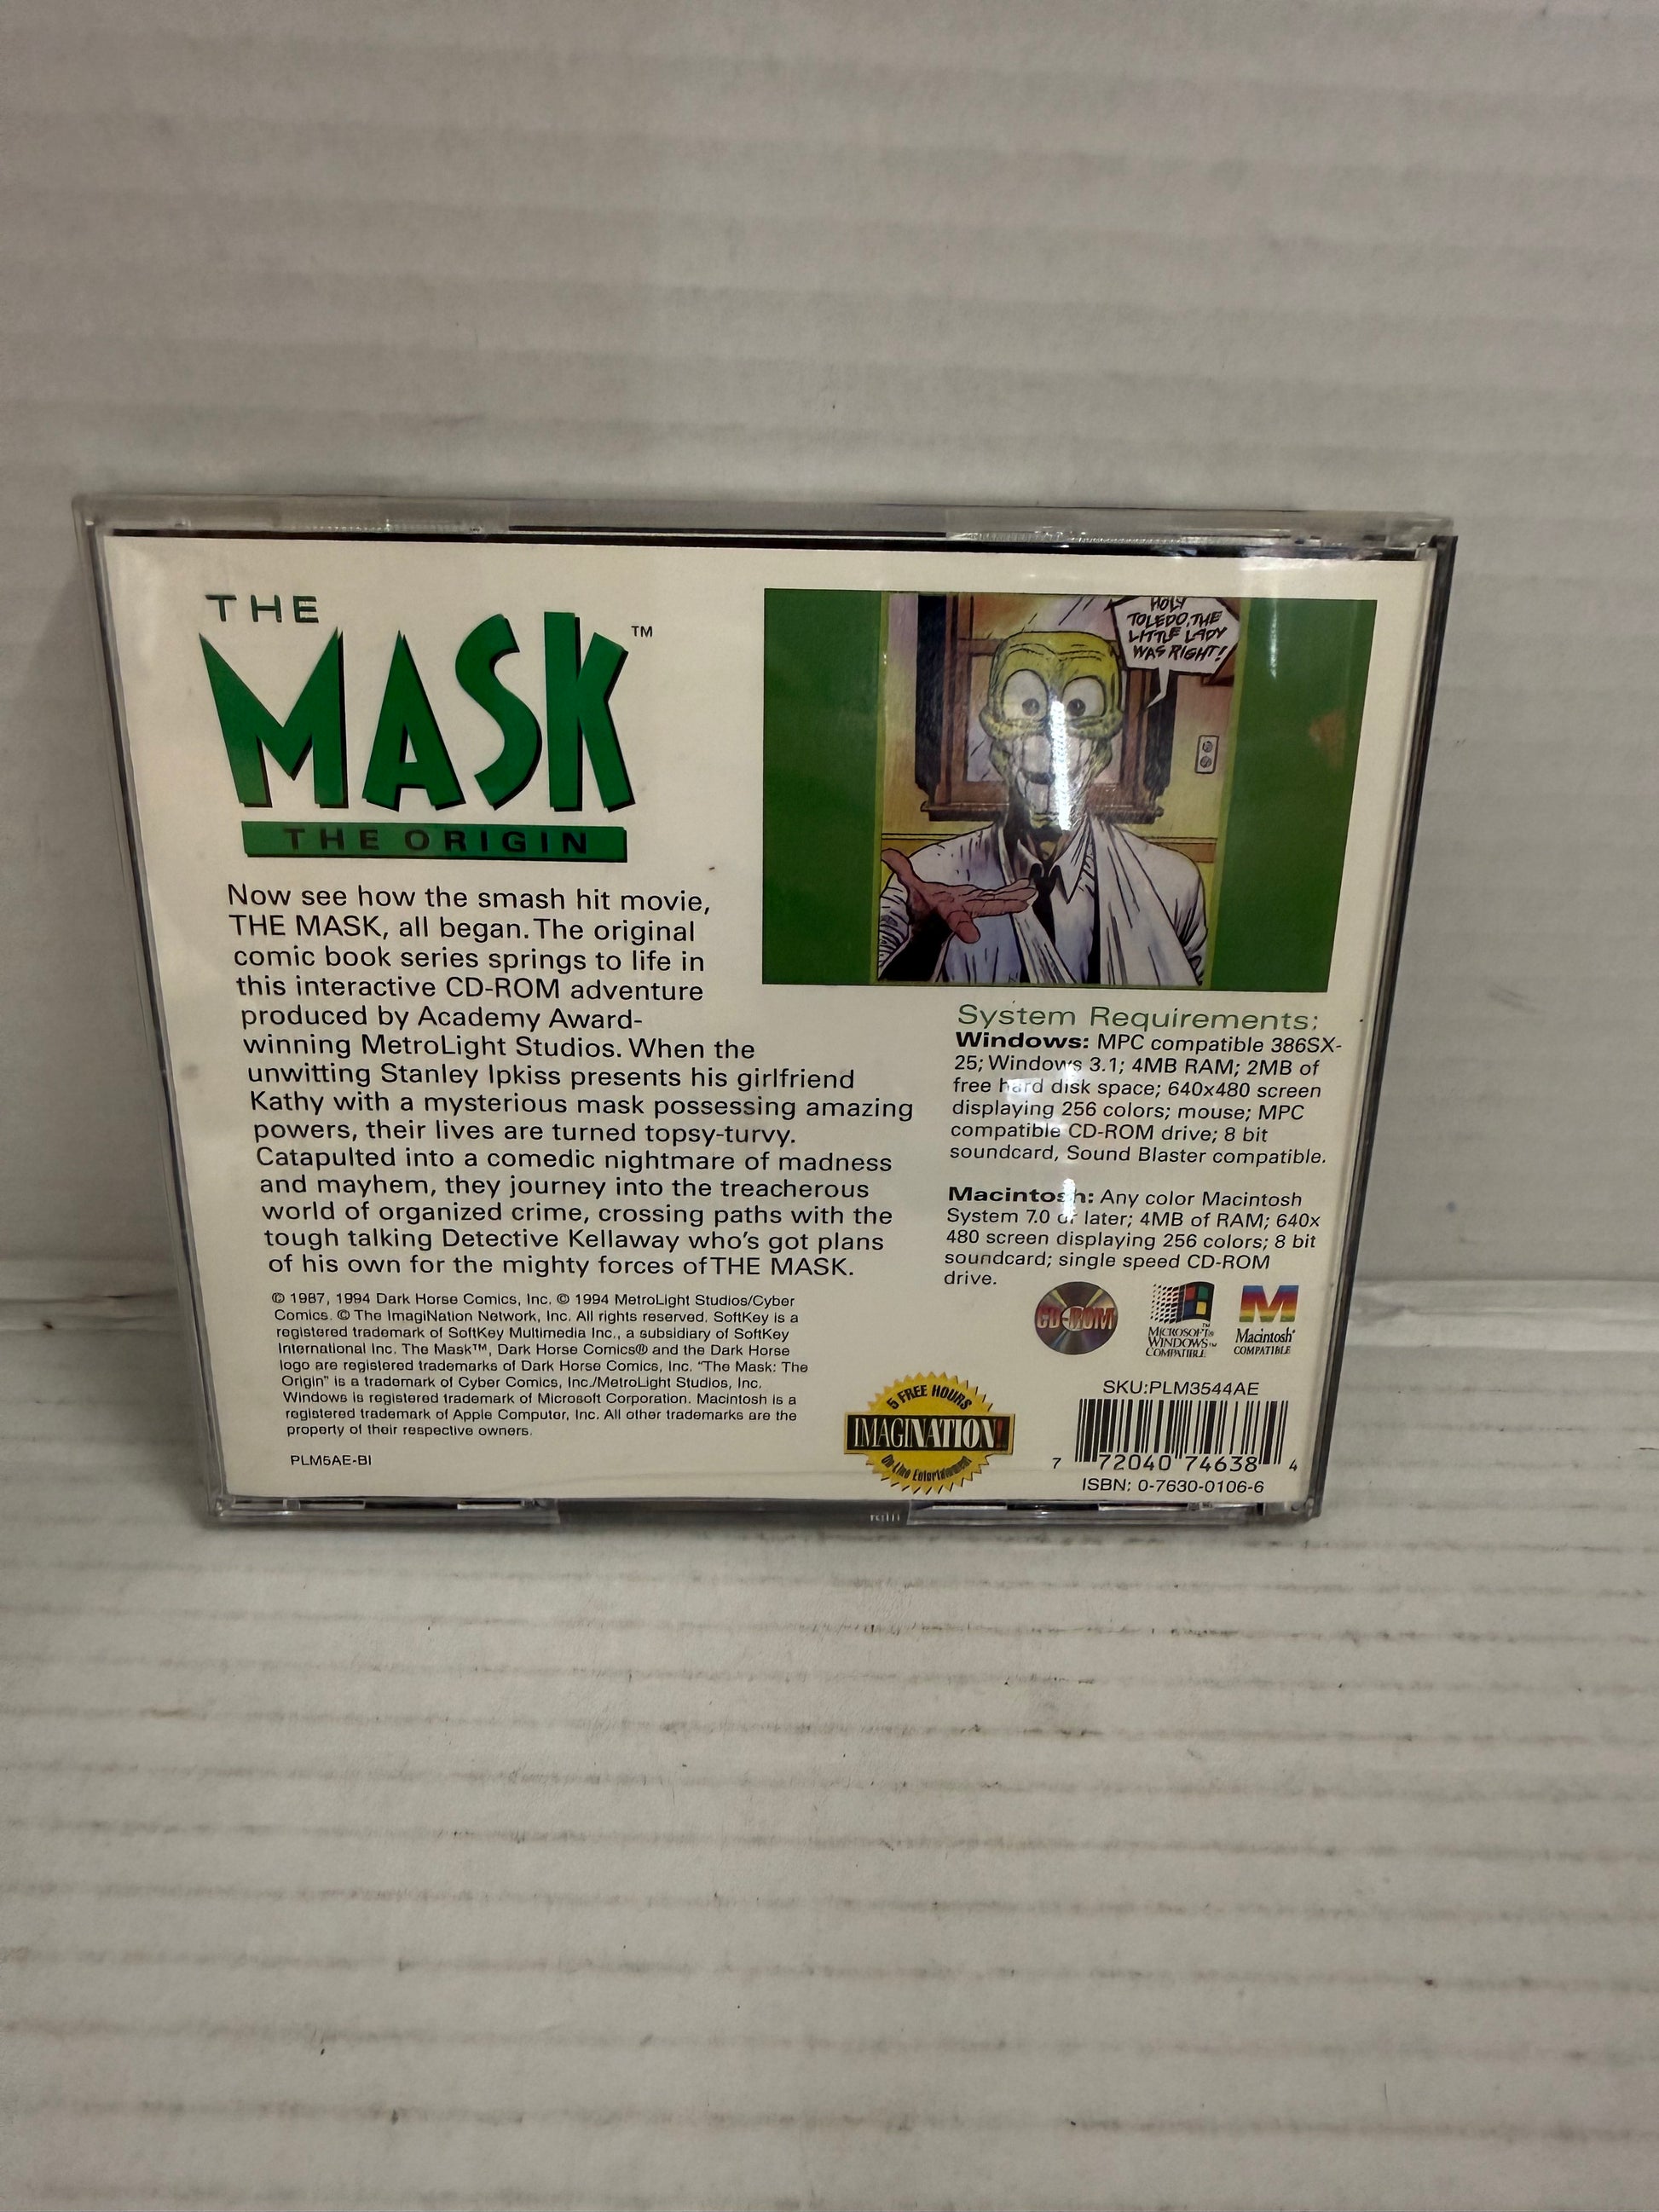 THE
MASK™
THE ORIGIN
HOLY
TOLEDO, THE
LITTLE LADY
WAS RIGHT!
Now see how the smash hit movie,
THE MASK, all began. The original
comic book series springs to life in
this interactive CD-ROM adventure
produced by Academy Award-
winning MetroLight Studios. When the
unwitting Stanley Ipkiss presents his girlfriend
Kathy with a mysterious mask possessing amazing
powers, their lives are turned topsy-turvy.
Catapulted into a comedic nightmare of madness
and mayhem, they journey into the treacherous
world of organized crime, crossing paths with the
tough talking Detective Kellaway who's got plans
of his own for the mighty forces of THE MASK.
© 1987, 1994 Dark Horse Comics, Inc. © 1994 MetroLight Studios/Cyber
Comics. © The ImagiNation Network, Inc. All rights reserved. SoftKey is a
registered trademark of SoftKey Multimedia Inc., a subsidiary of SoftKey
International Inc. The Mask™, Dark Horse Comics® and the Dark Horse
logo are registered trademarks of Dark Horse Comics, Inc. "The Mask: The
Origin" is a trademark of Cyber Comics, Inc./MetroLight Studios, Inc.
Windows is registered trademark of Microsoft Corporation. Macintosh is a
registered trademark of Apple Computer, Inc. All other trademarks are the
property of their respective owners.
PLM5AE-BI
System Requirements:
Windows: MPC compatible 386SX-
25; Windows 3.1; 4MB RAM; 2MB of
free hard disk space; 640x480 screen
displaying 256 colors; mouse; MPC
compatible CD-ROM drive; 8 bit
soundcard, Sound Blaster compatible.
Macintosh: Any color Macintosh
System 7.0 or later; 4MB of RAM; 640x
480 screen displaying 256 colors; 8 bit
soundcard; single speed CD-ROM
drive.
CD-ROM
MICROSOFT®
WINDOWS™
COMPATIBLE
Macintosh®
COMPATIBLE
5 FREE HOURS
IMAGINATION!
On-Line Entertainment
SKU:PLM3544AE
7 72040 74638 4
ISBN: 0-7630-0106-6